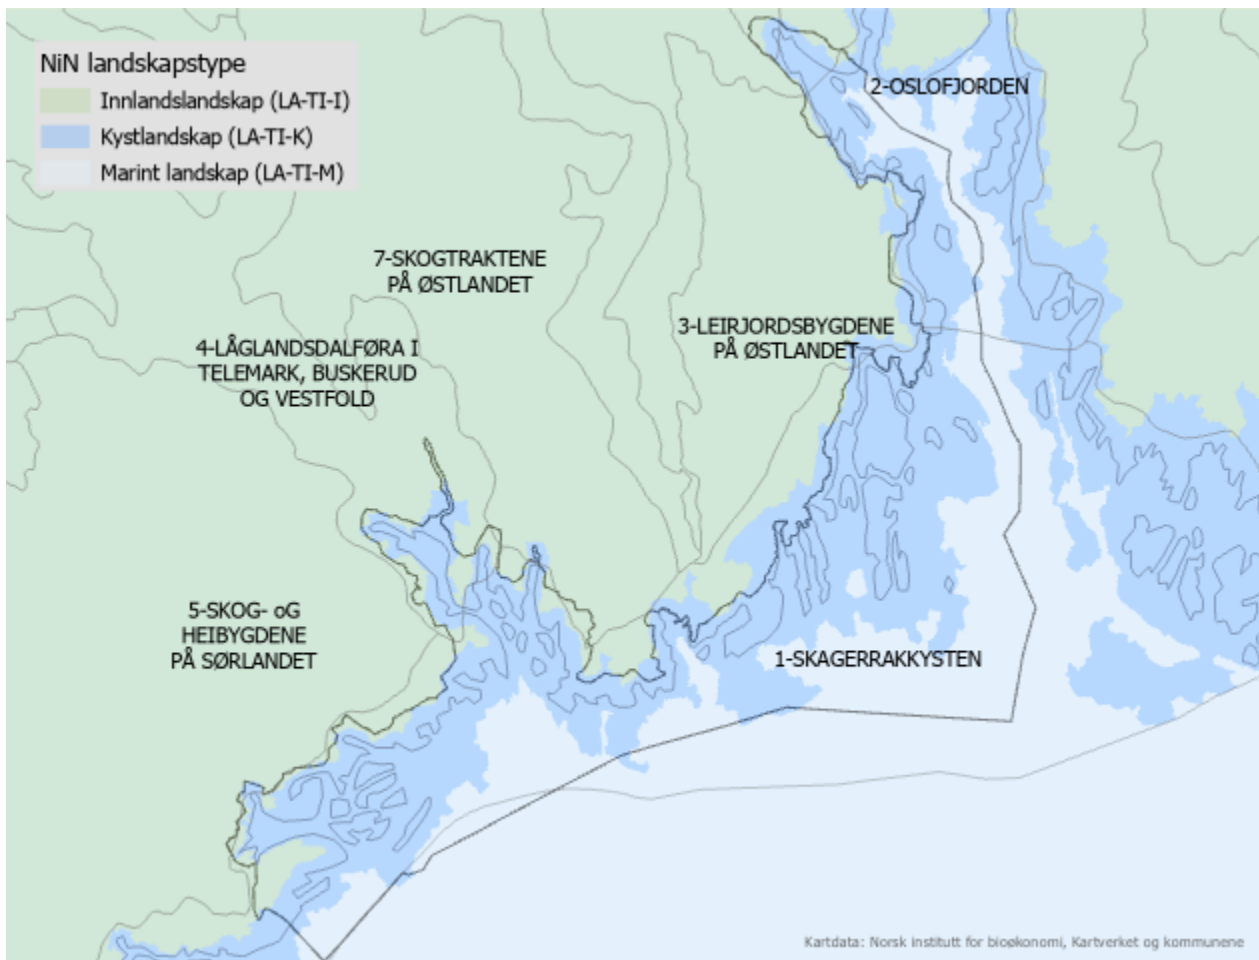 NiN landskapstype
Innlandslandskap (LA-TI-I)
Kystlandskap (LA-TI-K)
Marint landskap (LA-TI-M)
2-OSLOFJORDEN
7-SKOGTRAKTENE
PÅ ØSTLANDET
3-LEIRJORDSBYGDENE
PÅ ØSTLANDET
4-LÅGLANDSDALFØRA I
TELEMARK, BUSKERUD
OG VESTFOLD
5-SKOG- oG
HEIBYGDENE
PÅ SØRLANDET
1-SKAGERRAKKYSTEN
Kartdata: Norsk institutt for bioøkonomi, Kartverket og kommunene